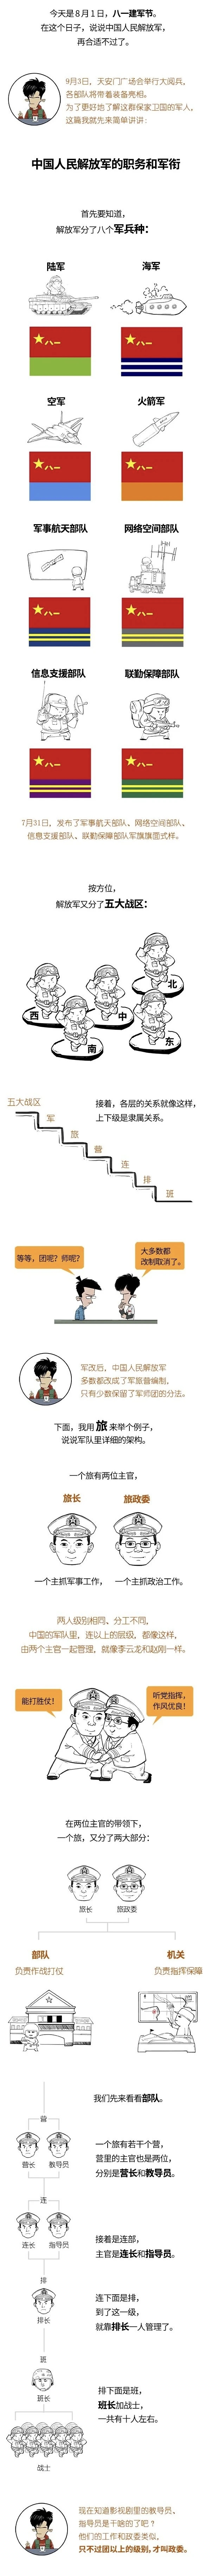 今天是8月1日，八一建军节。
在这个日子，说说中国人民解放军，
再合适不过了。
9月3日，天安门广场会举行大阅兵，
各部队将带着装备亮相。
为了更好地了解这群保家卫国的军人，
这篇我就先来简单讲讲：
中国人民解放军的职务和军衔
首先要知道，
解放军分了八个军兵种：
陆军
海军
八一
八一
空军
火箭军
八一
八一
军事航天部队
网络空间部队
八一
八一
信息支援部队
联勤保障部队
八一
八一
7月31日，发布了军事航天部队、网络空间部队、
信息支援部队、联勤保障部队军旗旗面式样。
按方位，
解放军又分了五大战区：
北
西
中
东
南
五大战区
接着，各层的关系就像这样，
上下级是隶属关系。
军
旅
营
连
排
班
等等，团呢？师呢？
大多数都
改制取消了。
军改后，中国人民解放军
多数都改成了军旅营编制，
只有少数保留了军师团的分法。
下面，我用旅来举个例子，
说说军队里详细的架构。
一个旅有两位主官，
旅长
旅政委
一个主抓军事工作，
一个主抓政治工作。
两人级别相同、分工不同，
中国的军队里，连以上的层级，都像这样，
由两个主官一起管理，就像李云龙和赵刚一样。
能打胜仗！
听党指挥，
作风优良！
在两位主官的带领下，
一个旅，又分了两大部分：
旅长
旅政委
部队
负责作战打仗
机关
负责指挥保障
我们先来看看部队。
营
一个旅有若干个营，
营里的主官也是两位，
分别是营长和教导员。
营长
教导员
连
接着是连部，
主官是连长和指导员。
连长
指导员
排
连下面是排，
到了这一级，
就靠排长一人管理了。
排长
班
排下面是班，
班长加战士，
一共有十人左右。
班长
战士
现在知道影视剧里的教导员、
指导员是干啥的了吧？
他们的工作和政委类似，
只不过团以上的级别，才叫政委。